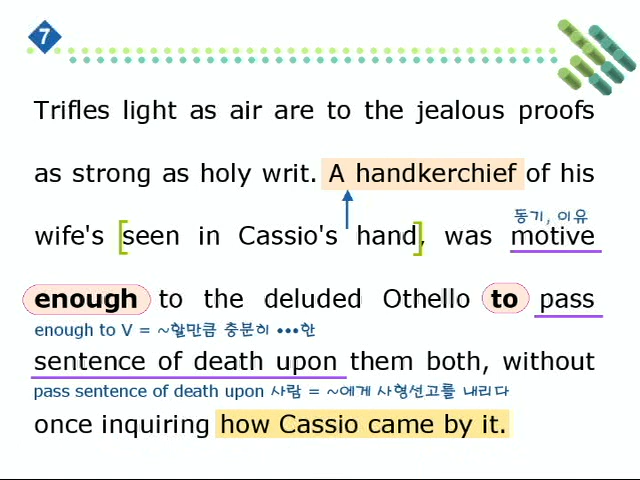 7
Trifles light as air are to the jealous proofs
as strong as holy writ. A handkerchief of his
동기, 이유
wife's [seen in Cassio's hand], was motive
enough to the deluded Othello to pass
enough to V = ~할만큼 충분히 •••한
sentence of death upon them both, without
pass sentence of death upon 사람 = ~에게 사형선고를 내리다
once inquiring how Cassio came by it.